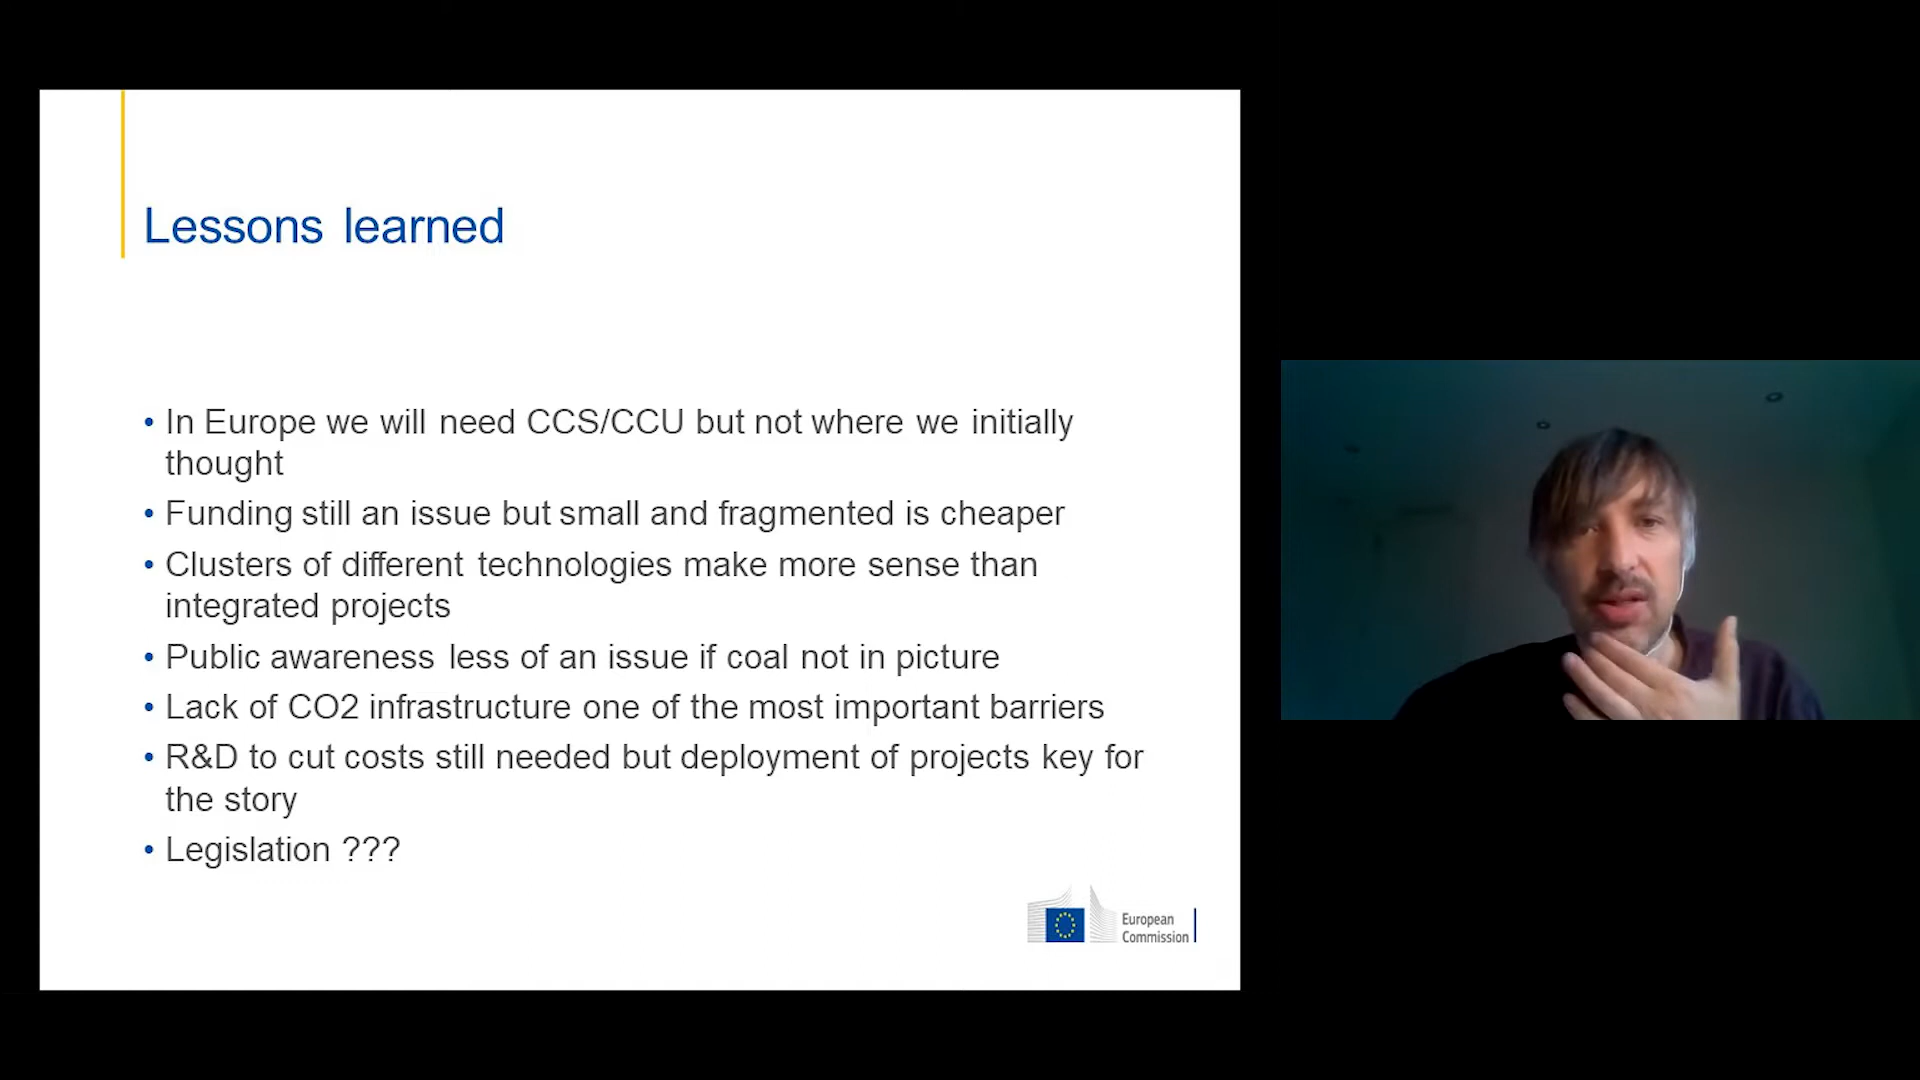 Lessons learned
• In Europe we will need CCS/CCU but not where we initially
thought
• Funding still an issue but small and fragmented is cheaper
• Clusters of different technologies make more sense than
integrated projects
• Public awareness less of an issue if coal not in picture
• Lack of CO2 infrastructure one of the most important barriers
• R&D to cut costs still needed but deployment of projects key for
the story
• Legislation ???
European
Commission